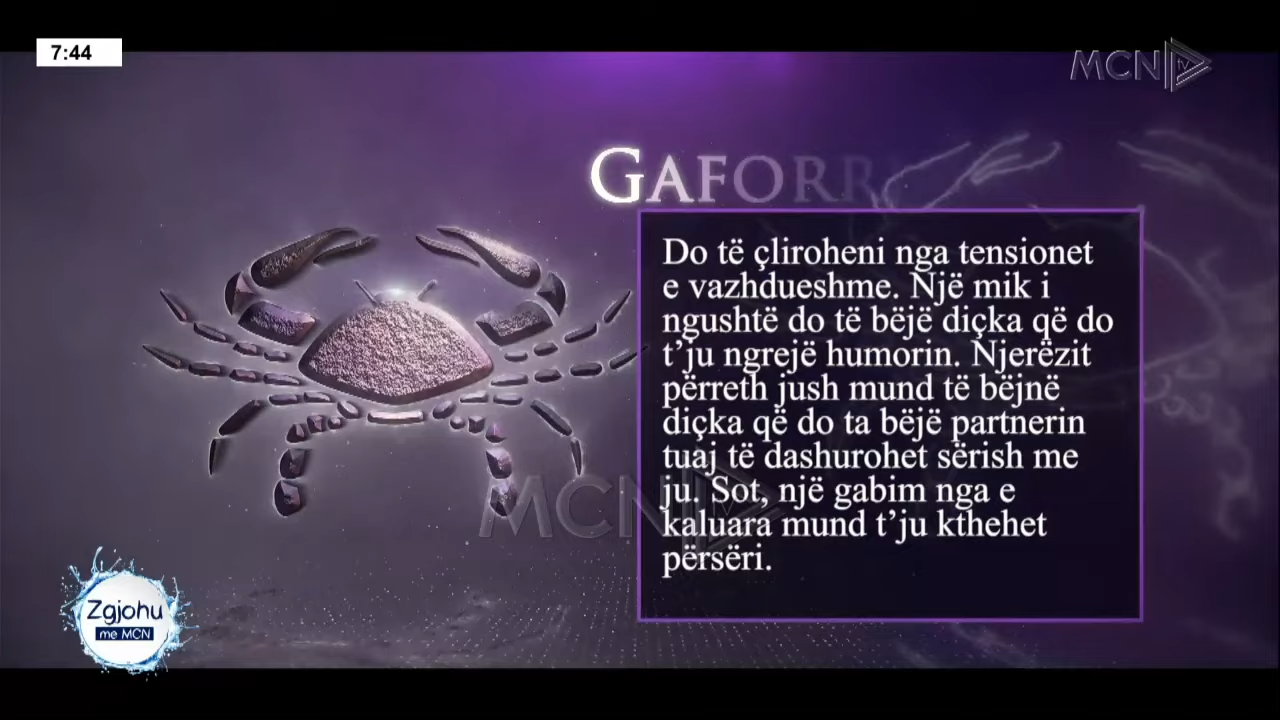 7:44
MCN TV
GAFORR
Do të çliroheni nga tensionet
e vazhdueshme. Një mik i
ngushtë do të bëjë diçka që do
t’ju ngrejë humorin. Njerëzit
përreth jush mund të bëjnë
diçka që do ta bëjë partnerin
tuaj të dashurohet sërish me
ju. Sot, një gabim nga e
kaluara mund t’ju kthehet
përsëri.
MCN
Zgjohu
me MCN